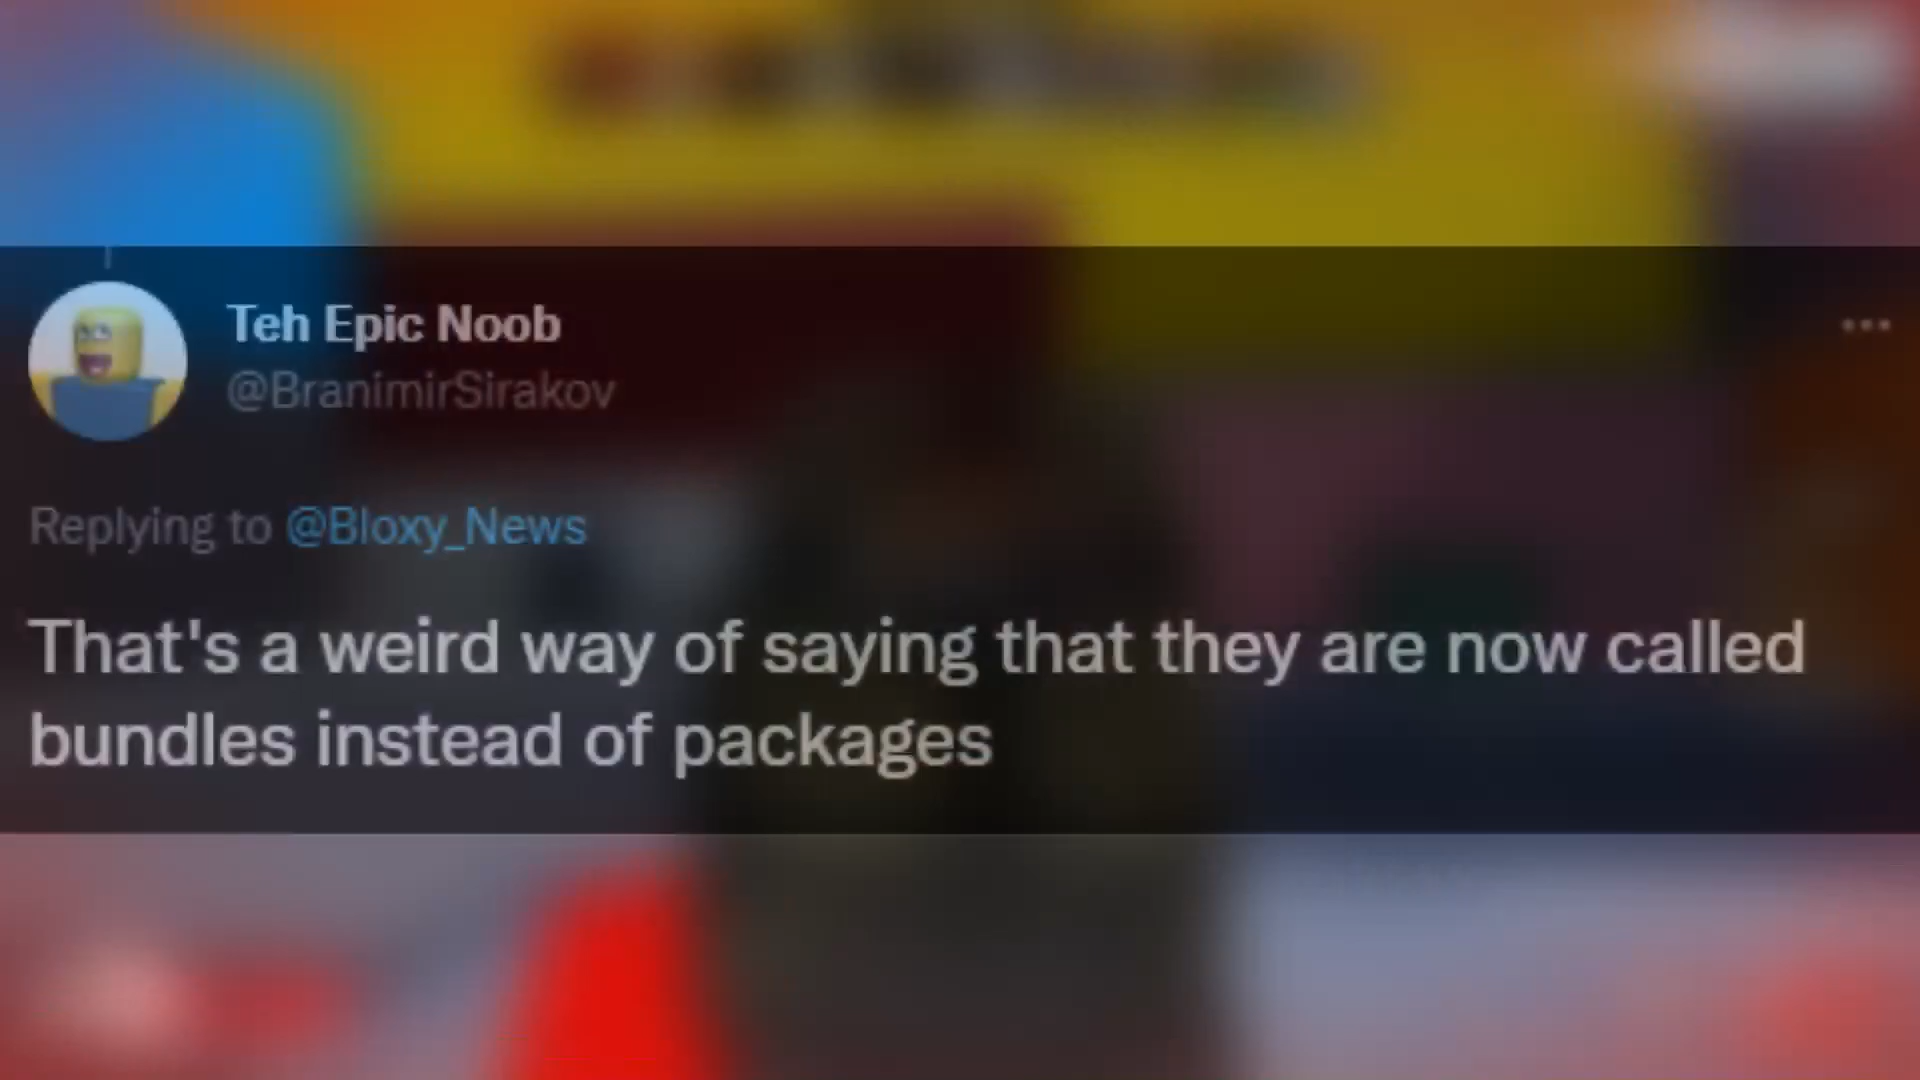 Teh Epic Noob
@BranimirSirakov
Replying to @Bloxy_News
That's a weird way of saying that they are now called
bundles instead of packages